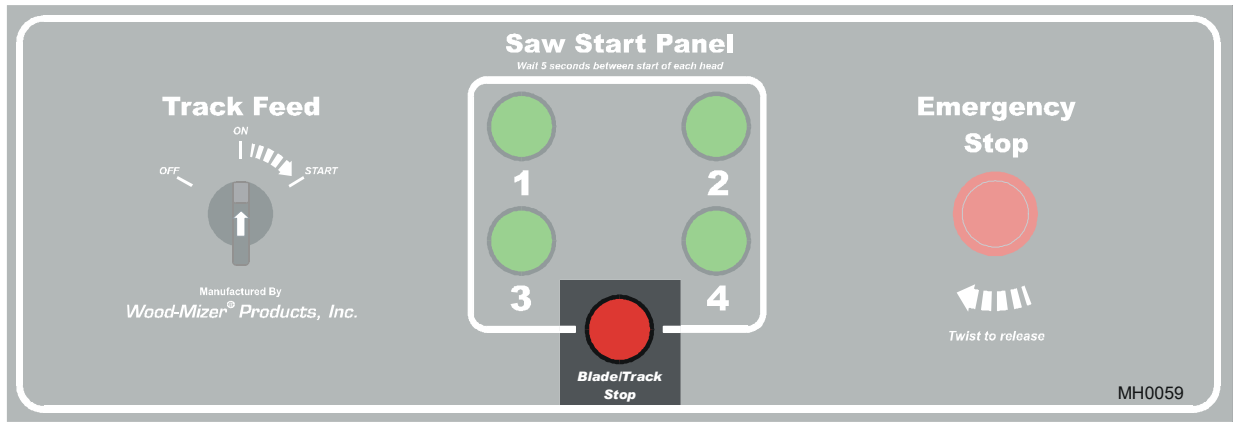 Saw Start Panel
Wait 5 seconds between start of each head
Track Feed
ON
OFF
START
Manufactured By
Wood-Mizer® Products, Inc.
1
2
3
4
Blade/Track
Stop
Emergency
Stop
Twist to release
MH0059